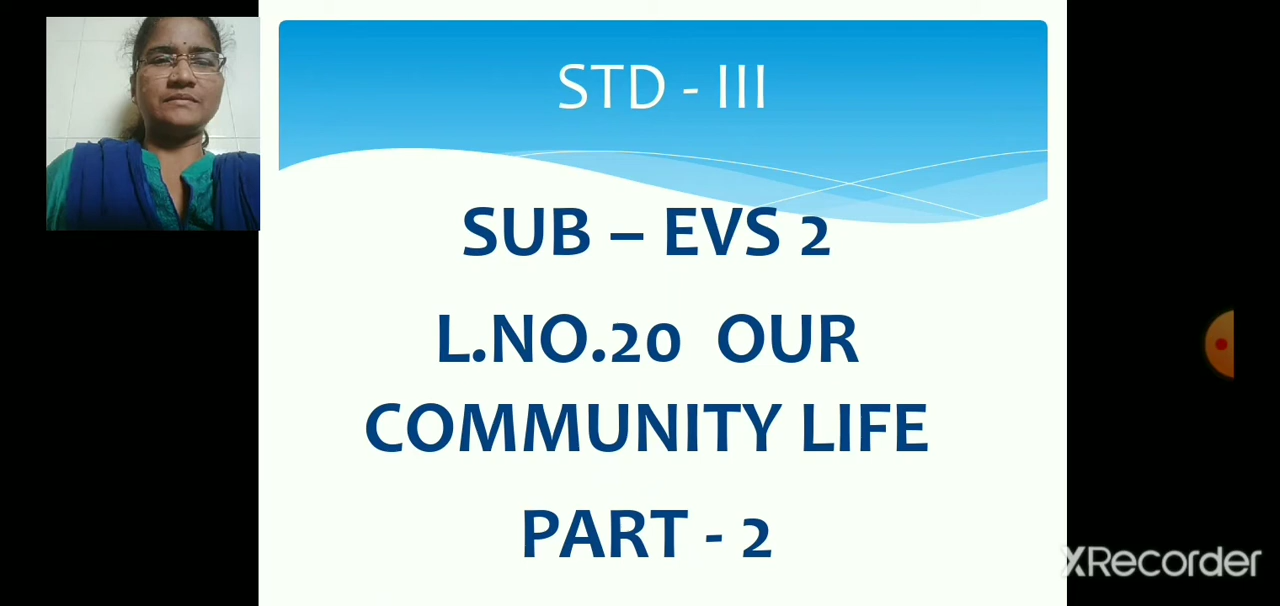 STD - III
SUB – EVS 2
L.NO.20 OUR
COMMUNITY LIFE
PART - 2
XRecorder